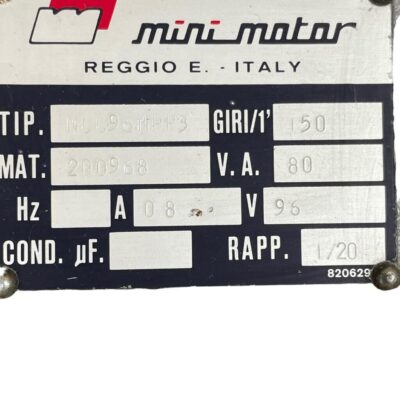 mini motor
REGGIO E. - ITALY
TIP. GIRI/1' 150
MAT. 200968 V.A. 80
Hz A 08 V 96
COND. µF. RAPP. 1/20
820629